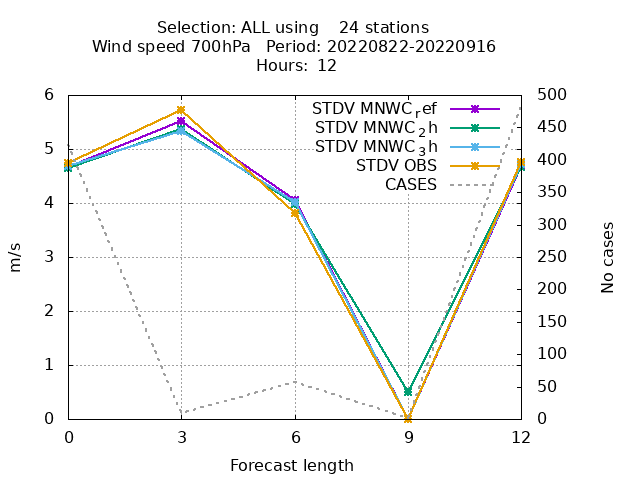 Selection: ALL using    24 stations
Wind speed 700hPa   Period: 20220822-20220916
Hours: 12
STDV MNWC_ref
STDV MNWC_2h
STDV MNWC_3h
STDV OBS
CASES
6
5
4
3
2
1
0
m/s
500
450
400
350
300
250
200
150
100
50
0
No cases
0 3 6 9 12
Forecast length